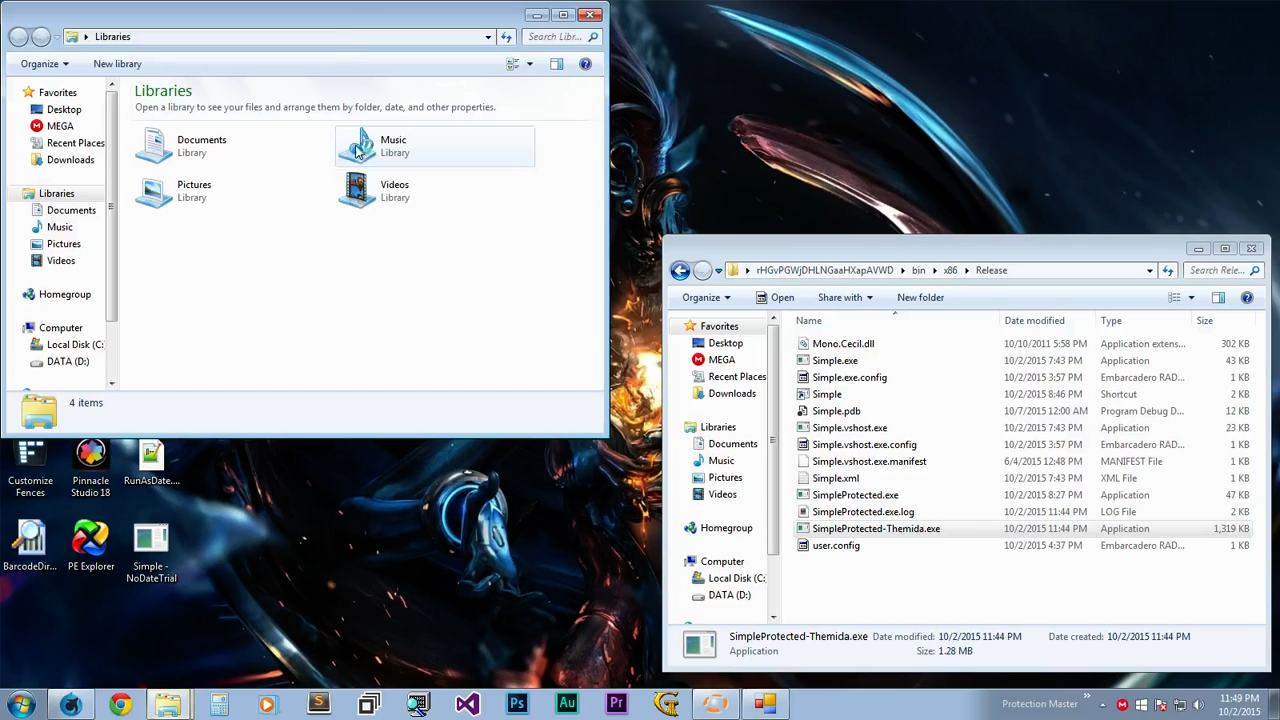 Libraries
Search Libr...
Organize
New library
Favorites
Desktop
MEGA
Recent Places
Downloads
Libraries
Documents
Music
Pictures
Videos
Homegroup
Computer
Local Disk (C:
DATA (D:)
Libraries
Open a library to see your files and arrange them by folder, date, and other properties.
Documents
Library
Music
Library
Pictures
Library
Videos
Library
4 items
Customize
Fences
Pinnacle
Studio 18
RunAsDate....
BarcodeDir...
PE Explorer
Simple -
NoDateTrial
rHGvPGWjDHLNGaaHXapAVWD bin x86 Release
Search Rele...
Organize Open Share with New folder
Favorites
Desktop
MEGA
Recent Places
Downloads
Libraries
Documents
Music
Pictures
Videos
Homegroup
Computer
Local Disk (C:
DATA (D:)
Name Date modified Type Size
Mono.Cecil.dll 10/10/2011 5:58 PM Application extens... 302 KB
Simple.exe 10/2/2015 7:43 PM Application 43 KB
Simple.exe.config 10/2/2015 3:57 PM Embarcadero RAD... 1 KB
Simple 10/2/2015 8:46 PM Shortcut 2 KB
Simple.pdb 10/7/2015 12:00 AM Program Debug D... 12 KB
Simple.vshost.exe 10/2/2015 7:43 PM Application 23 KB
Simple.vshost.exe.config 10/2/2015 3:57 PM Embarcadero RAD... 1 KB
Simple.vshost.exe.manifest 6/4/2015 12:48 PM MANIFEST File 1 KB
Simple.xml 10/2/2015 7:43 PM XML File 1 KB
SimpleProtected.exe 10/2/2015 8:27 PM Application 47 KB
SimpleProtected.exe.log 10/2/2015 11:44 PM LOG File 2 KB
SimpleProtected-Themida.exe 10/2/2015 11:44 PM Application 1,319 KB
user.config 10/2/2015 4:37 PM Embarcadero RAD... 1 KB
SimpleProtected-Themida.exe Date modified: 10/2/2015 11:44 PM Date created: 10/2/2015 11:44 PM
Application Size: 1.28 MB
Ps
Au
Pr
Protection Master
11:49 PM
10/2/2015